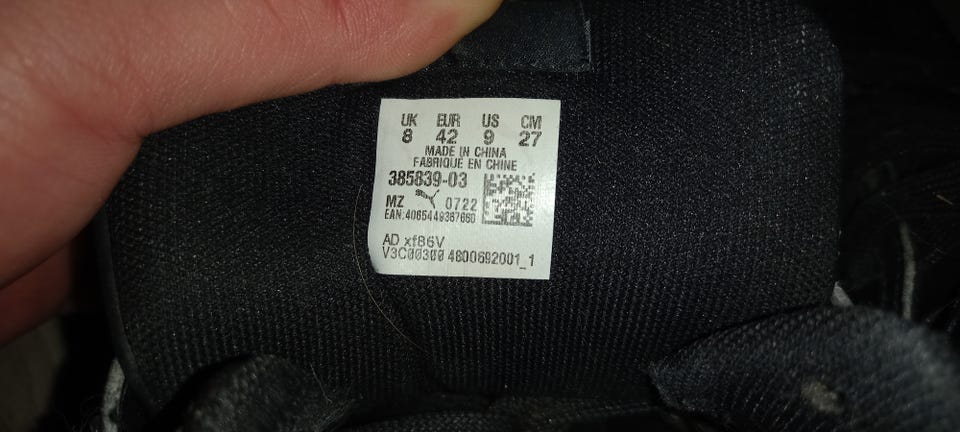 UK EUR US CM
8 42 9 27
MADE IN CHINA
FABRIQUE EN CHINE
385839-03
MZ 0722
EAN:4065449367660
AD xf86V
V3C00300 4800692001_1